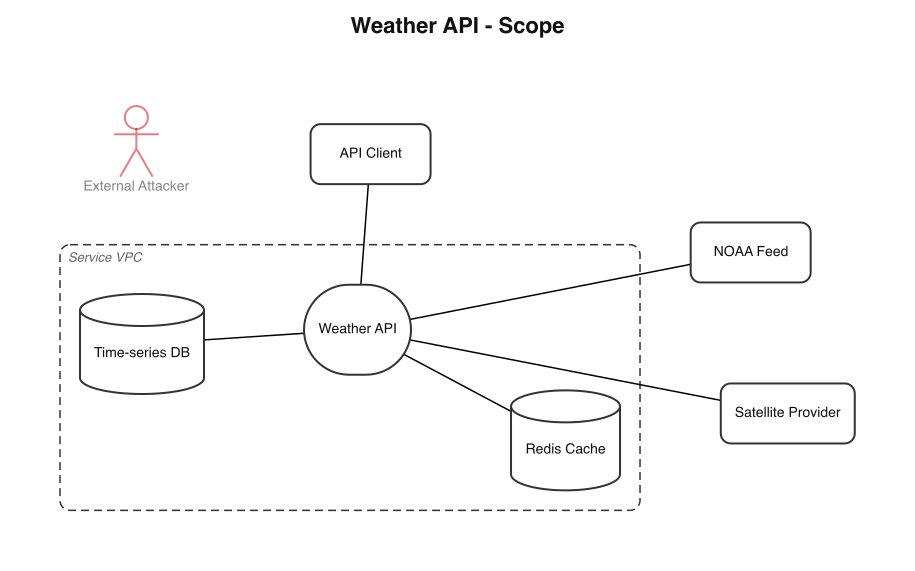 Weather API - Scope
API Client
External Attacker
NOAA Feed
Service VPC
Weather API
Time-series DB
Satellite Provider
Redis Cache